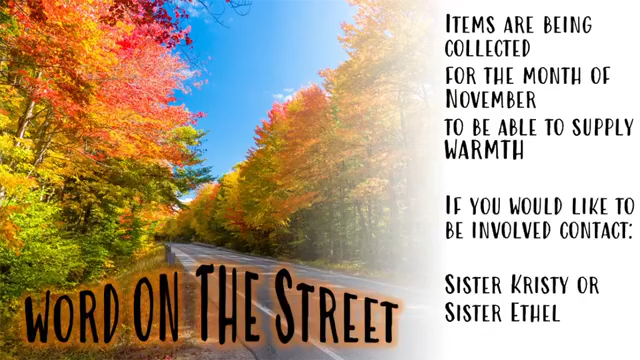 Items are being
collected
for the month of
November
to be able to supply
warmth
If you would like to
be involved contact:
Sister Kristy or
Sister Ethel
Word on the Street